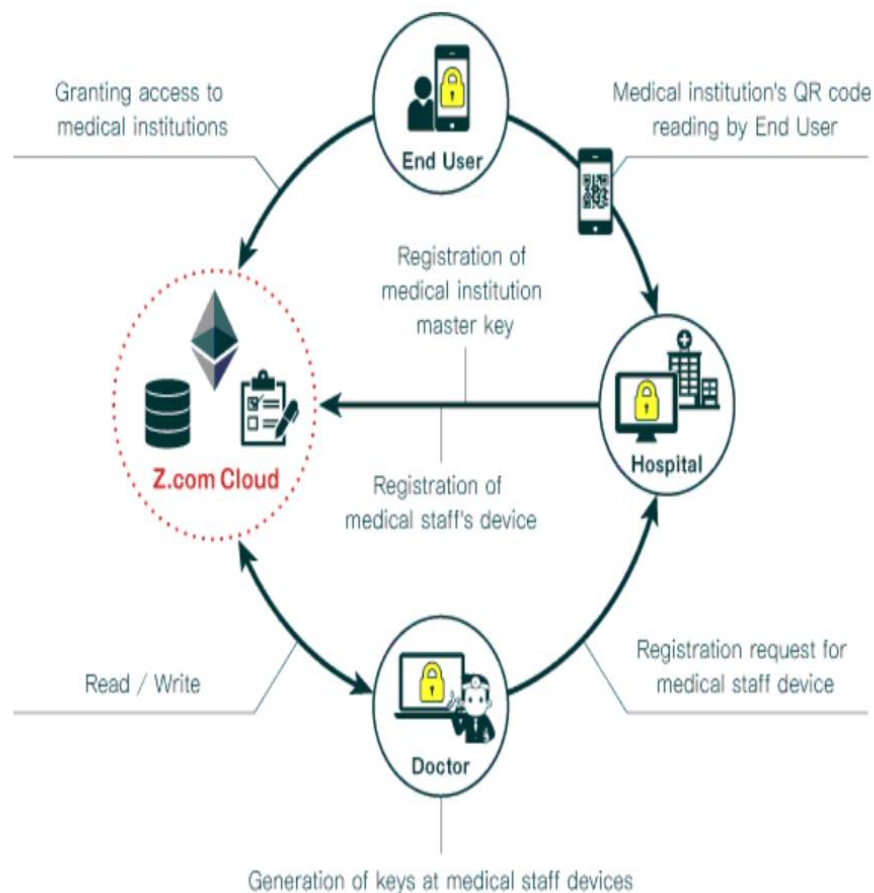 Granting access to
medical institutions
Medical institution's QR code
reading by End User
End User
Registration of
medical institution
master key
Z.com Cloud
Hospital
Registration of
medical staff's device
Read / Write
Registration request for
medical staff device
Doctor
Generation of keys at medical staff devices